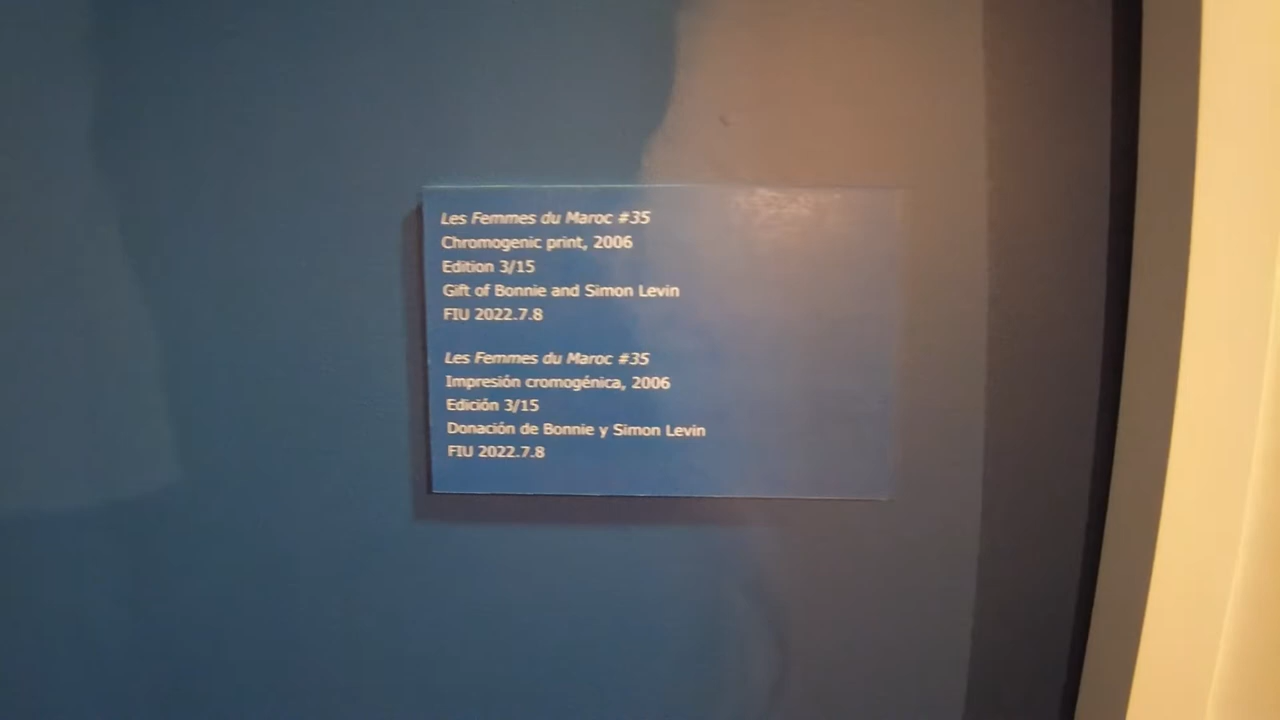 Les Femmes du Maroc #35
Chromogenic print, 2006
Edition 3/15
Gift of Bonnie and Simon Levin
FIU 2022.7.8
Les Femmes du Maroc #35
Impresión cromogénica, 2006
Edición 3/15
Donación de Bonnie y Simon Levin
FIU 2022.7.8